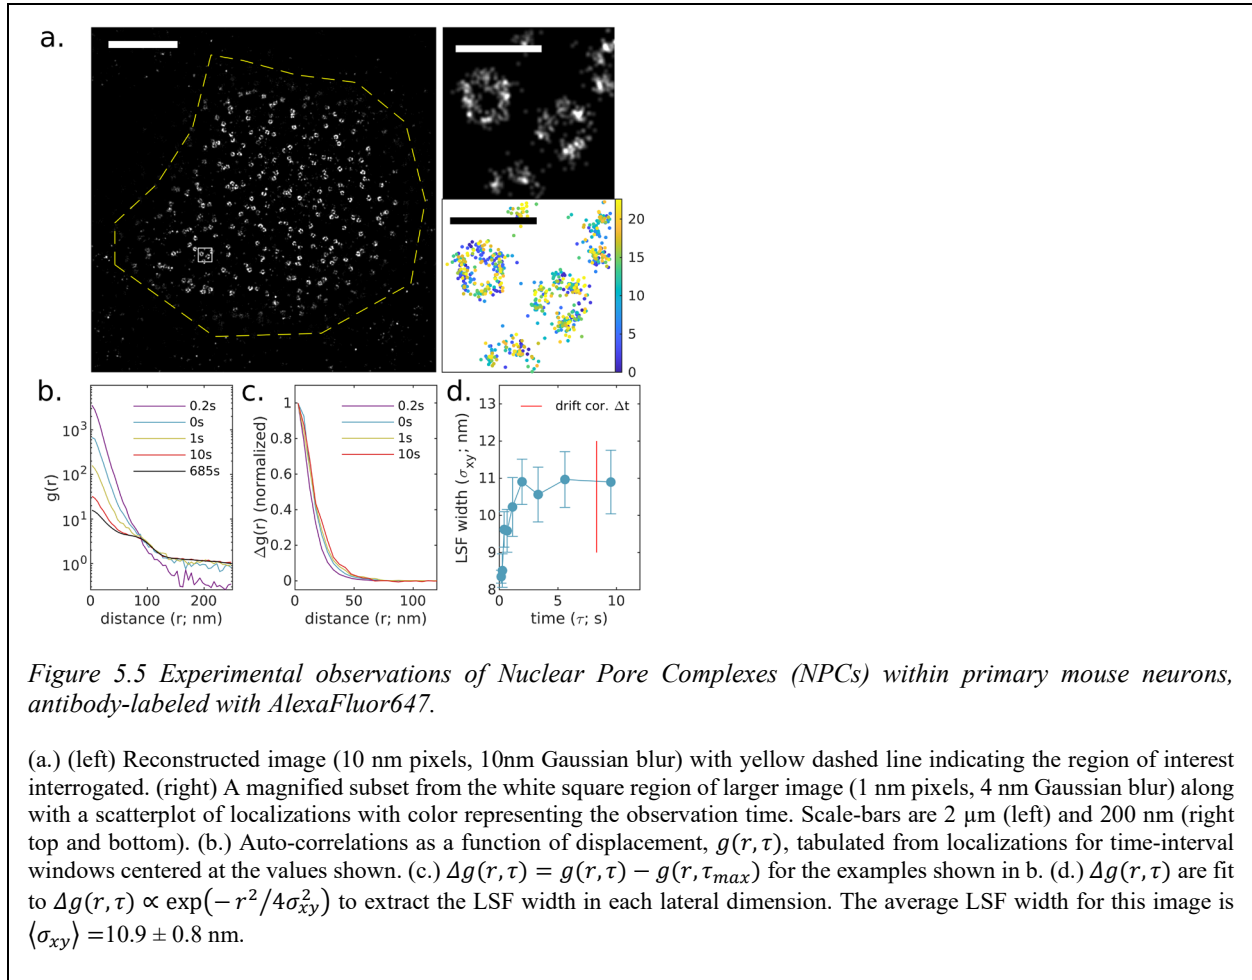 a.
20
15
10
5
0
b.
c.
d.
10³
10²
10¹
10⁰
g(r)
0.2s
0s
1s
10s
685s
0
100
200
distance (r; nm)
1
0.8
0.6
0.4
0.2
0
Δg(r) (normalized)
0.2s
0s
1s
10s
0
50
100
distance (r; nm)
13
12
11
10
9
8
LSF width (σxy; nm)
drift cor. Δt
0
5
10
time (τ; s)
Figure 5.5 Experimental observations of Nuclear Pore Complexes (NPCs) within primary mouse neurons,
antibody-labeled with AlexaFluor647.
(a.) (left) Reconstructed image (10 nm pixels, 10nm Gaussian blur) with yellow dashed line indicating the region of interest
interrogated. (right) A magnified subset from the white square region of larger image (1 nm pixels, 4 nm Gaussian blur) along
with a scatterplot of localizations with color representing the observation time. Scale-bars are 2 μm (left) and 200 nm (right
top and bottom). (b.) Auto-correlations as a function of displacement, g(r, τ), tabulated from localizations for time-interval
windows centered at the values shown. (c.) Δg(r, τ) = g(r, τ) − g(r, τmax) for the examples shown in b. (d.) Δg(r, τ) are fit
to Δg(r, τ) ∝ exp(− r²/4σ²xy) to extract the LSF width in each lateral dimension. The average LSF width for this image is
⟨σxy⟩ =10.9 ± 0.8 nm.